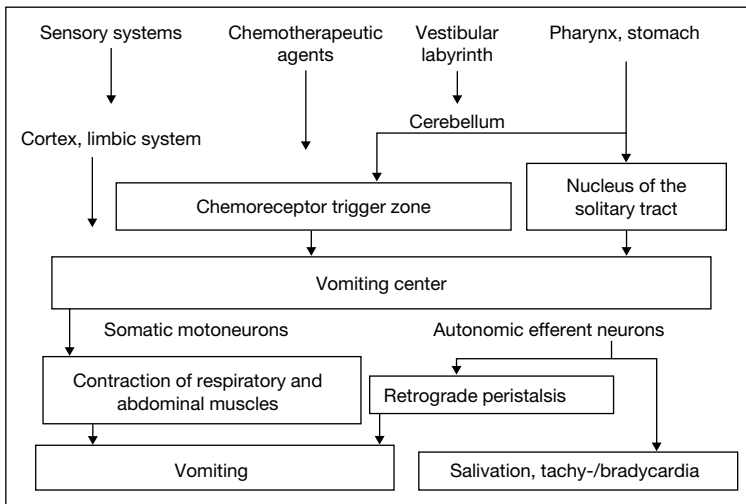 Sensory systems
Chemotherapeutic
agents
Vestibular
labyrinth
Pharynx, stomach
Cortex, limbic system
Cerebellum
Chemoreceptor trigger zone
Nucleus of the
solitary tract
Vomiting center
Somatic motoneurons
Autonomic efferent neurons
Contraction of respiratory and
abdominal muscles
Retrograde peristalsis
Vomiting
Salivation, tachy-/bradycardia